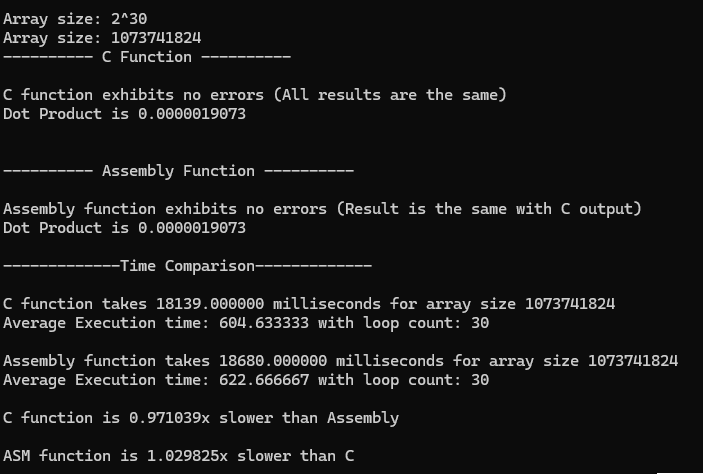 Array size: 2^30
Array size: 1073741824
---------- C Function ----------
C function exhibits no errors (All results are the same)
Dot Product is 0.0000019073
---------- Assembly Function ----------
Assembly function exhibits no errors (Result is the same with C output)
Dot Product is 0.0000019073
-------------Time Comparison-------------
C function takes 18139.000000 milliseconds for array size 1073741824
Average Execution time: 604.633333 with loop count: 30
Assembly function takes 18680.000000 milliseconds for array size 1073741824
Average Execution time: 622.666667 with loop count: 30
C function is 0.971039x slower than Assembly
ASM function is 1.029825x slower than C